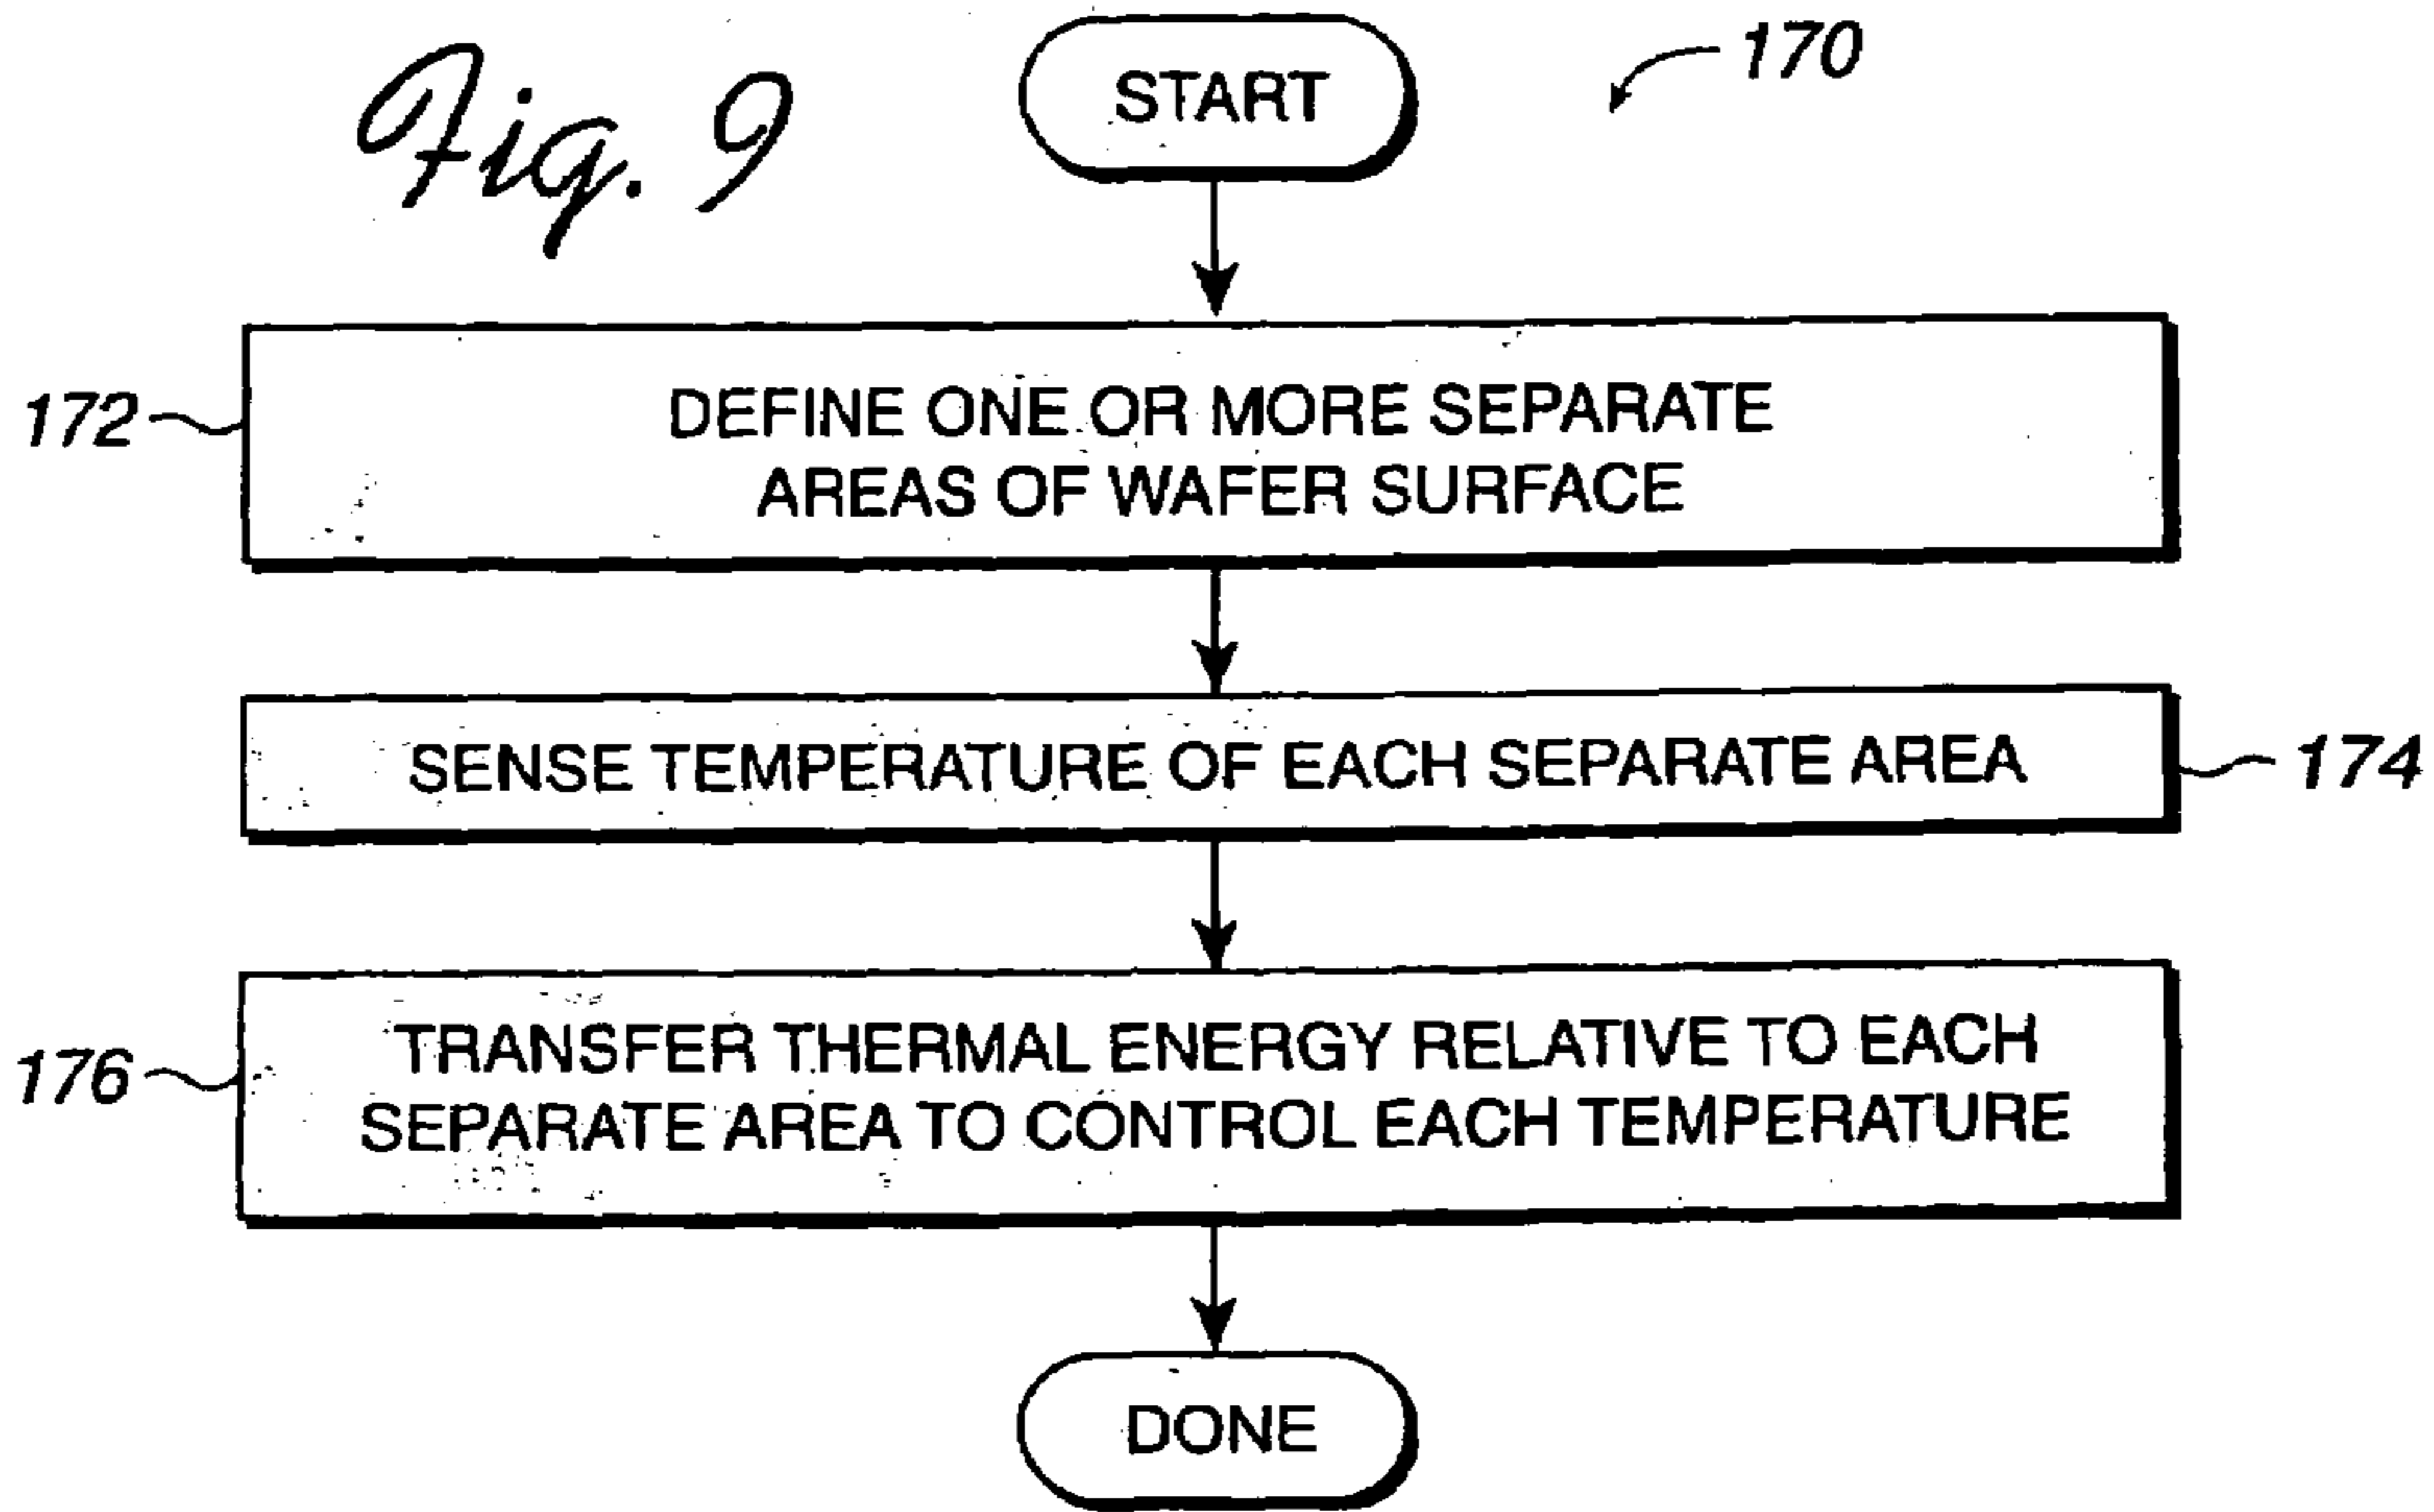 Fig. 9
START
170
172
DEFINE ONE OR MORE SEPARATE
AREAS OF WAFER SURFACE
SENSE TEMPERATURE OF EACH SEPARATE AREA
174
176
TRANSFER THERMAL ENERGY RELATIVE TO EACH
SEPARATE AREA TO CONTROL EACH TEMPERATURE
DONE